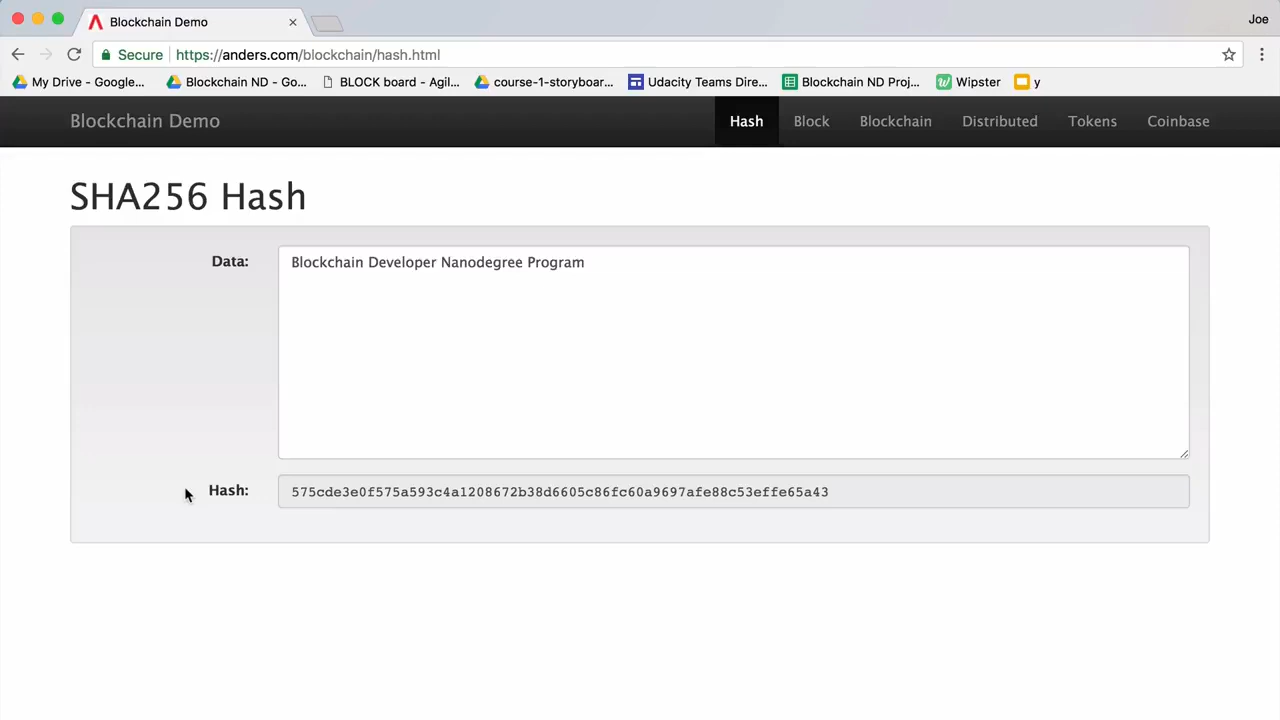 Blockchain Demo
Joe
Secure https://anders.com/blockchain/hash.html
My Drive - Google... Blockchain ND - Go... BLOCK board - Agil... course-1-storyboar... Udacity Teams Dire... Blockchain ND Proj... Wipster y
Blockchain Demo Hash Block Blockchain Distributed Tokens Coinbase
SHA256 Hash
Data: Blockchain Developer Nanodegree Program
Hash: 575cde3e0f575a593c4a1208672b38d6605c86fc60a9697afe88c53effe65a43